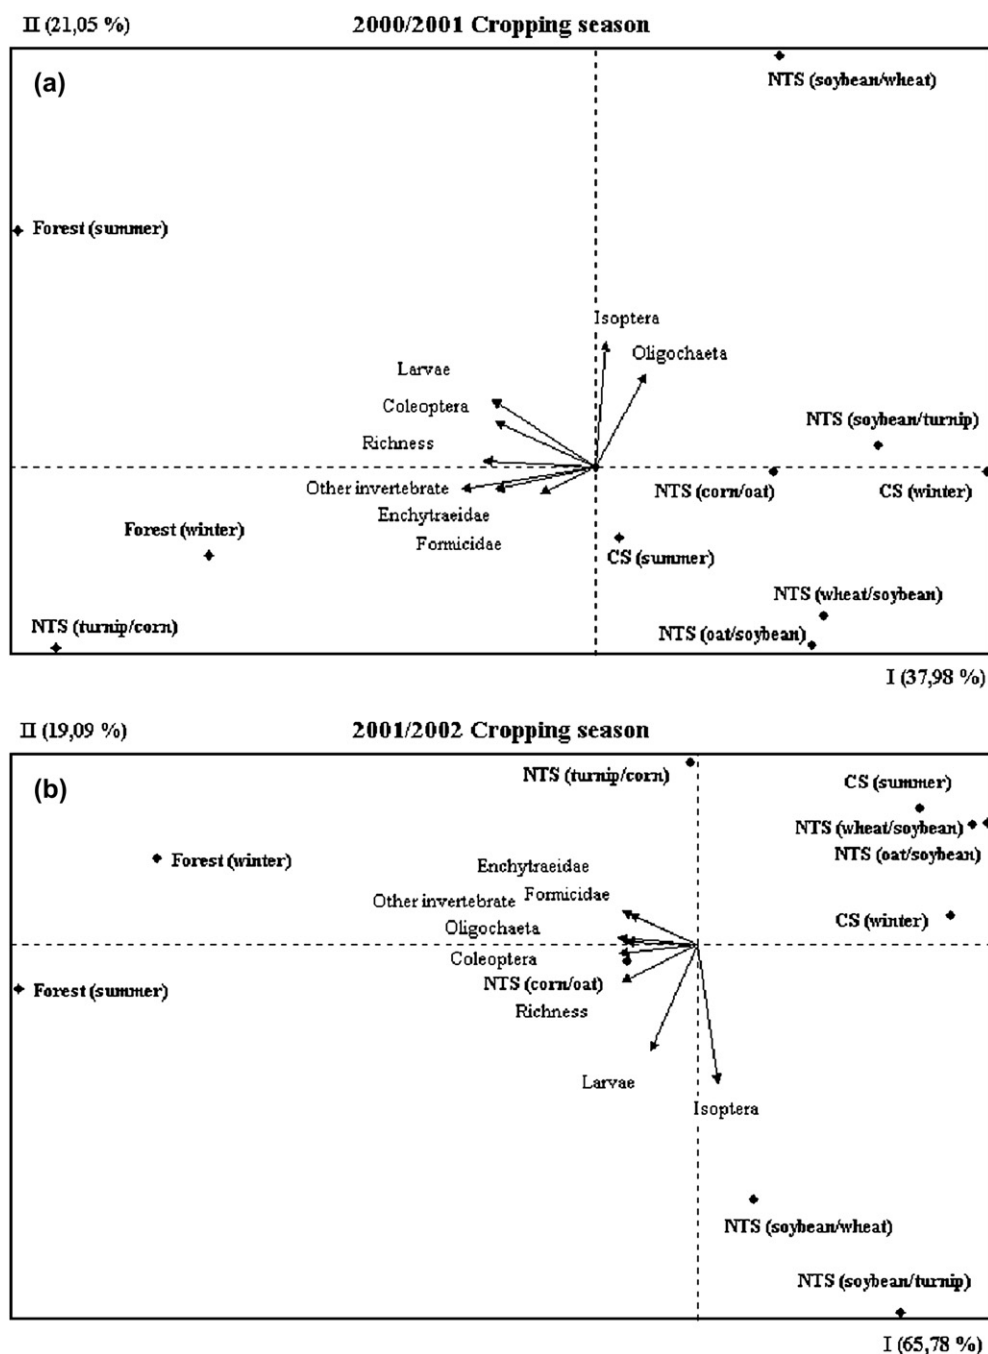 II (21,05 %)
2000/2001 Cropping season
(a)
NTS (soybean/wheat)
Forest (summer)
Isoptera
Oligochaeta
Larvae
Coleoptera
NTS (soybean/turnip)
Richness
Other invertebrate
NTS (corn/oat)
CS (winter)
Enchytraeidae
Forest (winter)
Formicidae
CS (summer)
NTS (wheat/soybean)
NTS (turnip/corn)
NTS (oat/soybean)
I (37,98 %)
II (19,09 %)
2001/2002 Cropping season
(b)
NTS (turnip/corn)
CS (summer)
NTS (wheat/soybean)
NTS (oat/soybean)
Forest (winter)
Enchytraeidae
Formicidae
Other invertebrate
CS (winter)
Oligochaeta
Coleoptera
NTS (corn/oat)
Forest (summer)
Richness
Larvae
Isoptera
NTS (soybean/wheat)
NTS (soybean/turnip)
I (65,78 %)